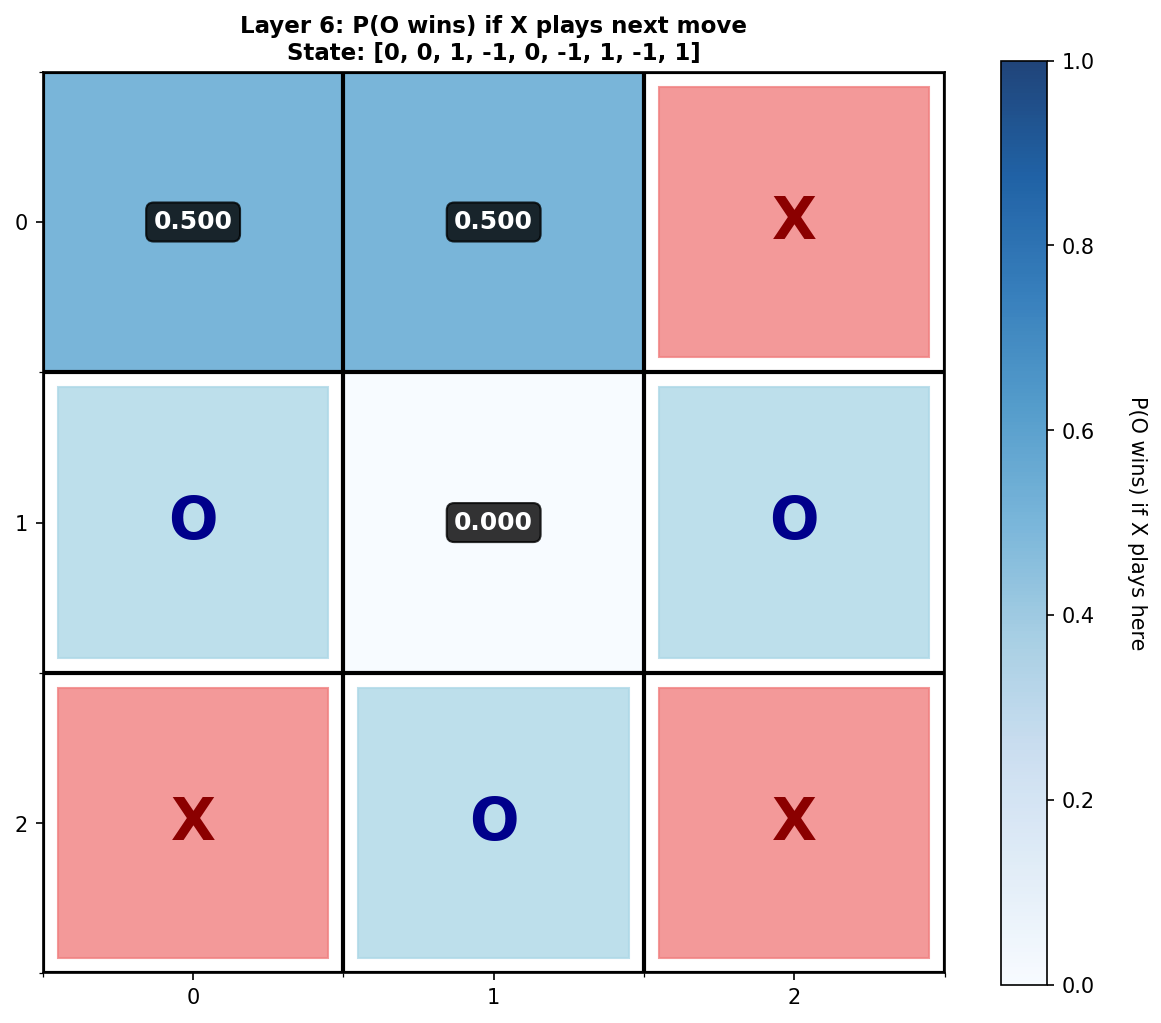 Layer 6: P(O wins) if X plays next move
State: [0, 0, 1, -1, 0, -1, 1, -1, 1]
1.0
0.8
0.6
0.4
0.2
0.0
P(O wins) if X plays here
0
0.500
0.500
X
1
O
0.000
O
2
X
O
X
0
1
2